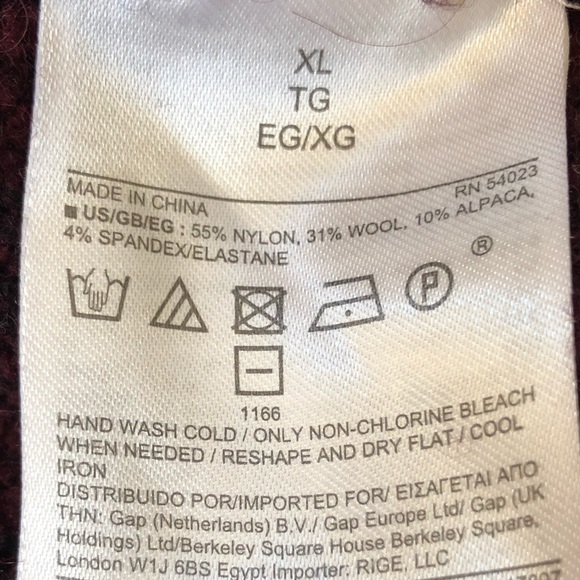 XL
TG
EG/XG
MADE IN CHINA
RN 54023
US/GB/EG : 55% NYLON, 31% WOOL, 10% ALPACA,
4% SPANDEX/ELASTANE
P ®
1166
HAND WASH COLD / ONLY NON-CHLORINE BLEACH
WHEN NEEDED / RESHAPE AND DRY FLAT / COOL
IRON
DISTRIBUIDO POR/IMPORTED FOR/ ΕΙΣΑΓΕΤΑΙ ΑΠΟ
ΤΗΝ: Gap (Netherlands) B.V./ Gap Europe Ltd/ Gap (UK
Holdings) Ltd/Berkeley Square House Berkeley Square,
London W1J 6BS Egypt Importer: RIGE, LLC